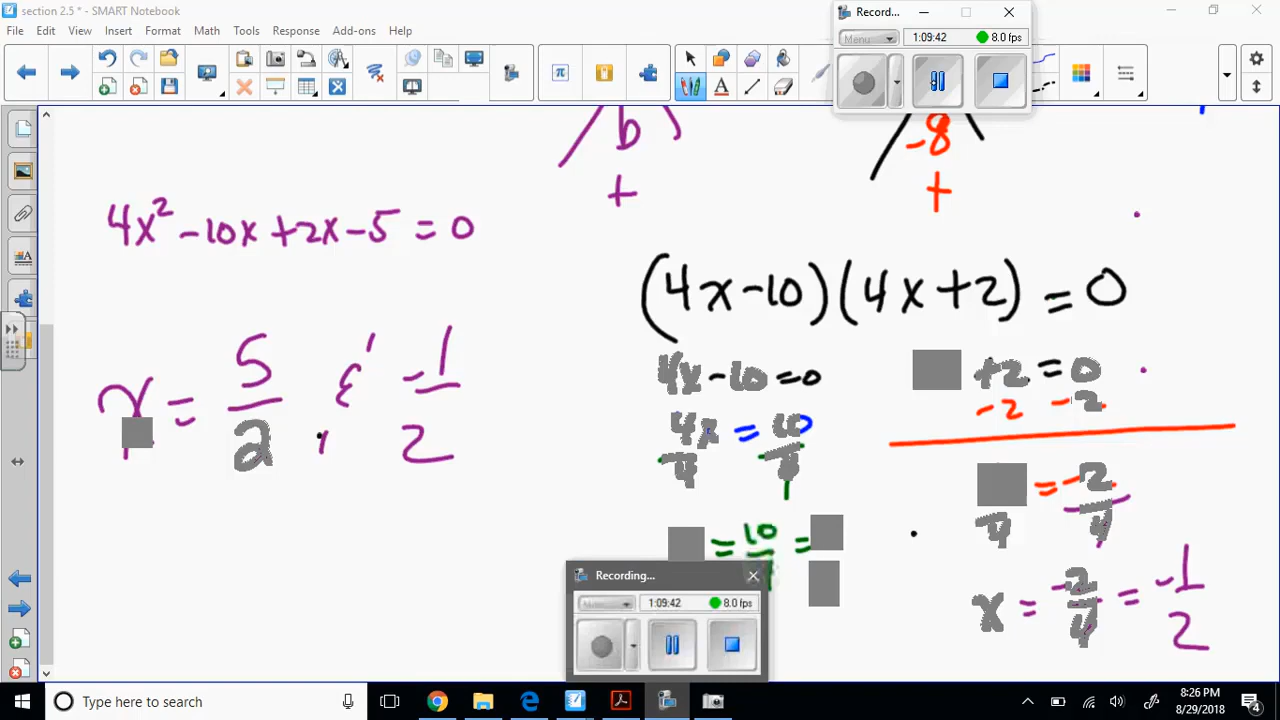 section 2.5 * - SMART Notebook
File Edit View Insert Format Math Tools Response Add-ons Help
Record...
Menu 1:09:42 8.0 fps
b
+
-8
+
4x² -10x +2x -5 = 0
(4x-10)(4x+2) = 0
4x -10 =0
+2 = 0
-2 -2
4x = 10
4 4
= -2
4 4
= 10 =
x = 5 & -1
2 2
x = -2 = -1
4 2
Recording...
1:09:42 8.0 fps
Type here to search
8:26 PM
8/29/2018
4